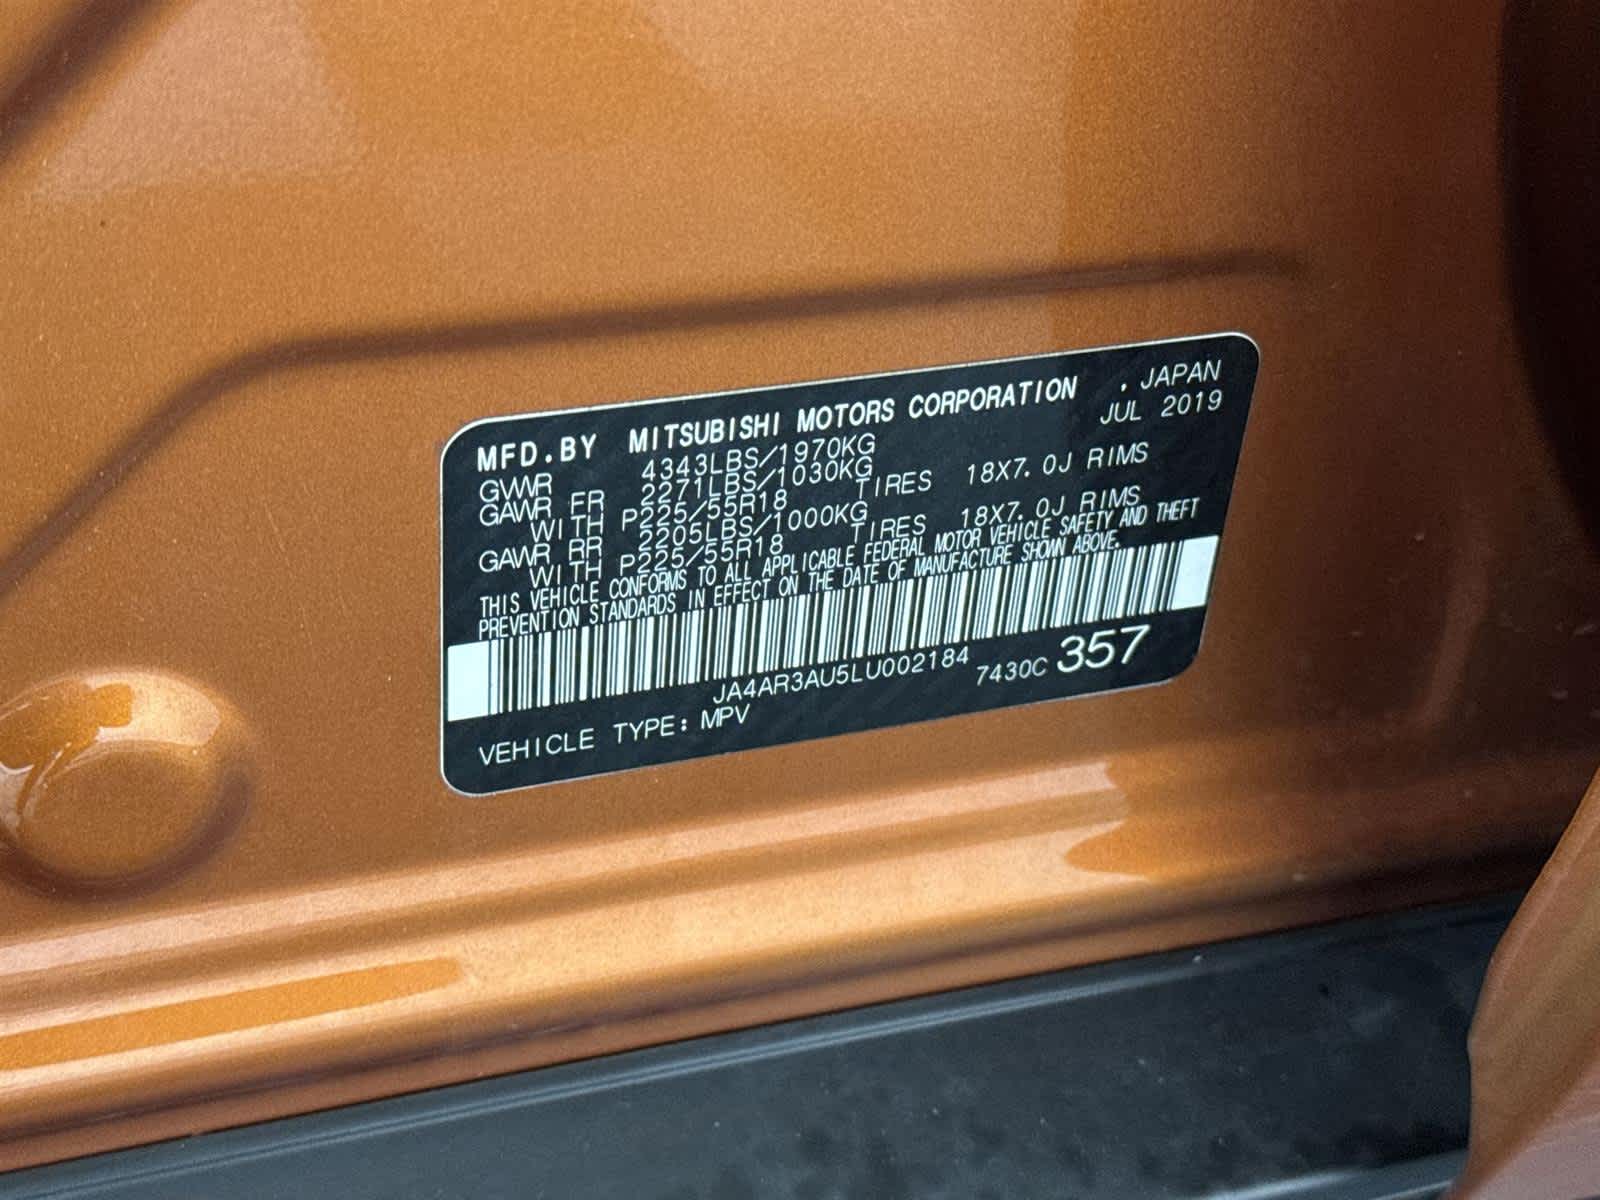 MFD.BY MITSUBISHI MOTORS CORPORATION . JAPAN
JUL 2019
GVWR 4343LBS/1970KG
GAWR FR 2271LBS/1030KG
WITH P225/55R18 TIRES 18X7.0J RIMS
GAWR RR 2205LBS/1000KG
WITH P225/55R18 TIRES 18X7.0J RIMS
THIS VEHICLE CONFORMS TO ALL APPLICABLE FEDERAL MOTOR VEHICLE SAFETY AND THEFT
PREVENTION STANDARDS IN EFFECT ON THE DATE OF MANUFACTURE SHOWN ABOVE.
JA4AR3AU5LU002184 7430C 357
VEHICLE TYPE: MPV